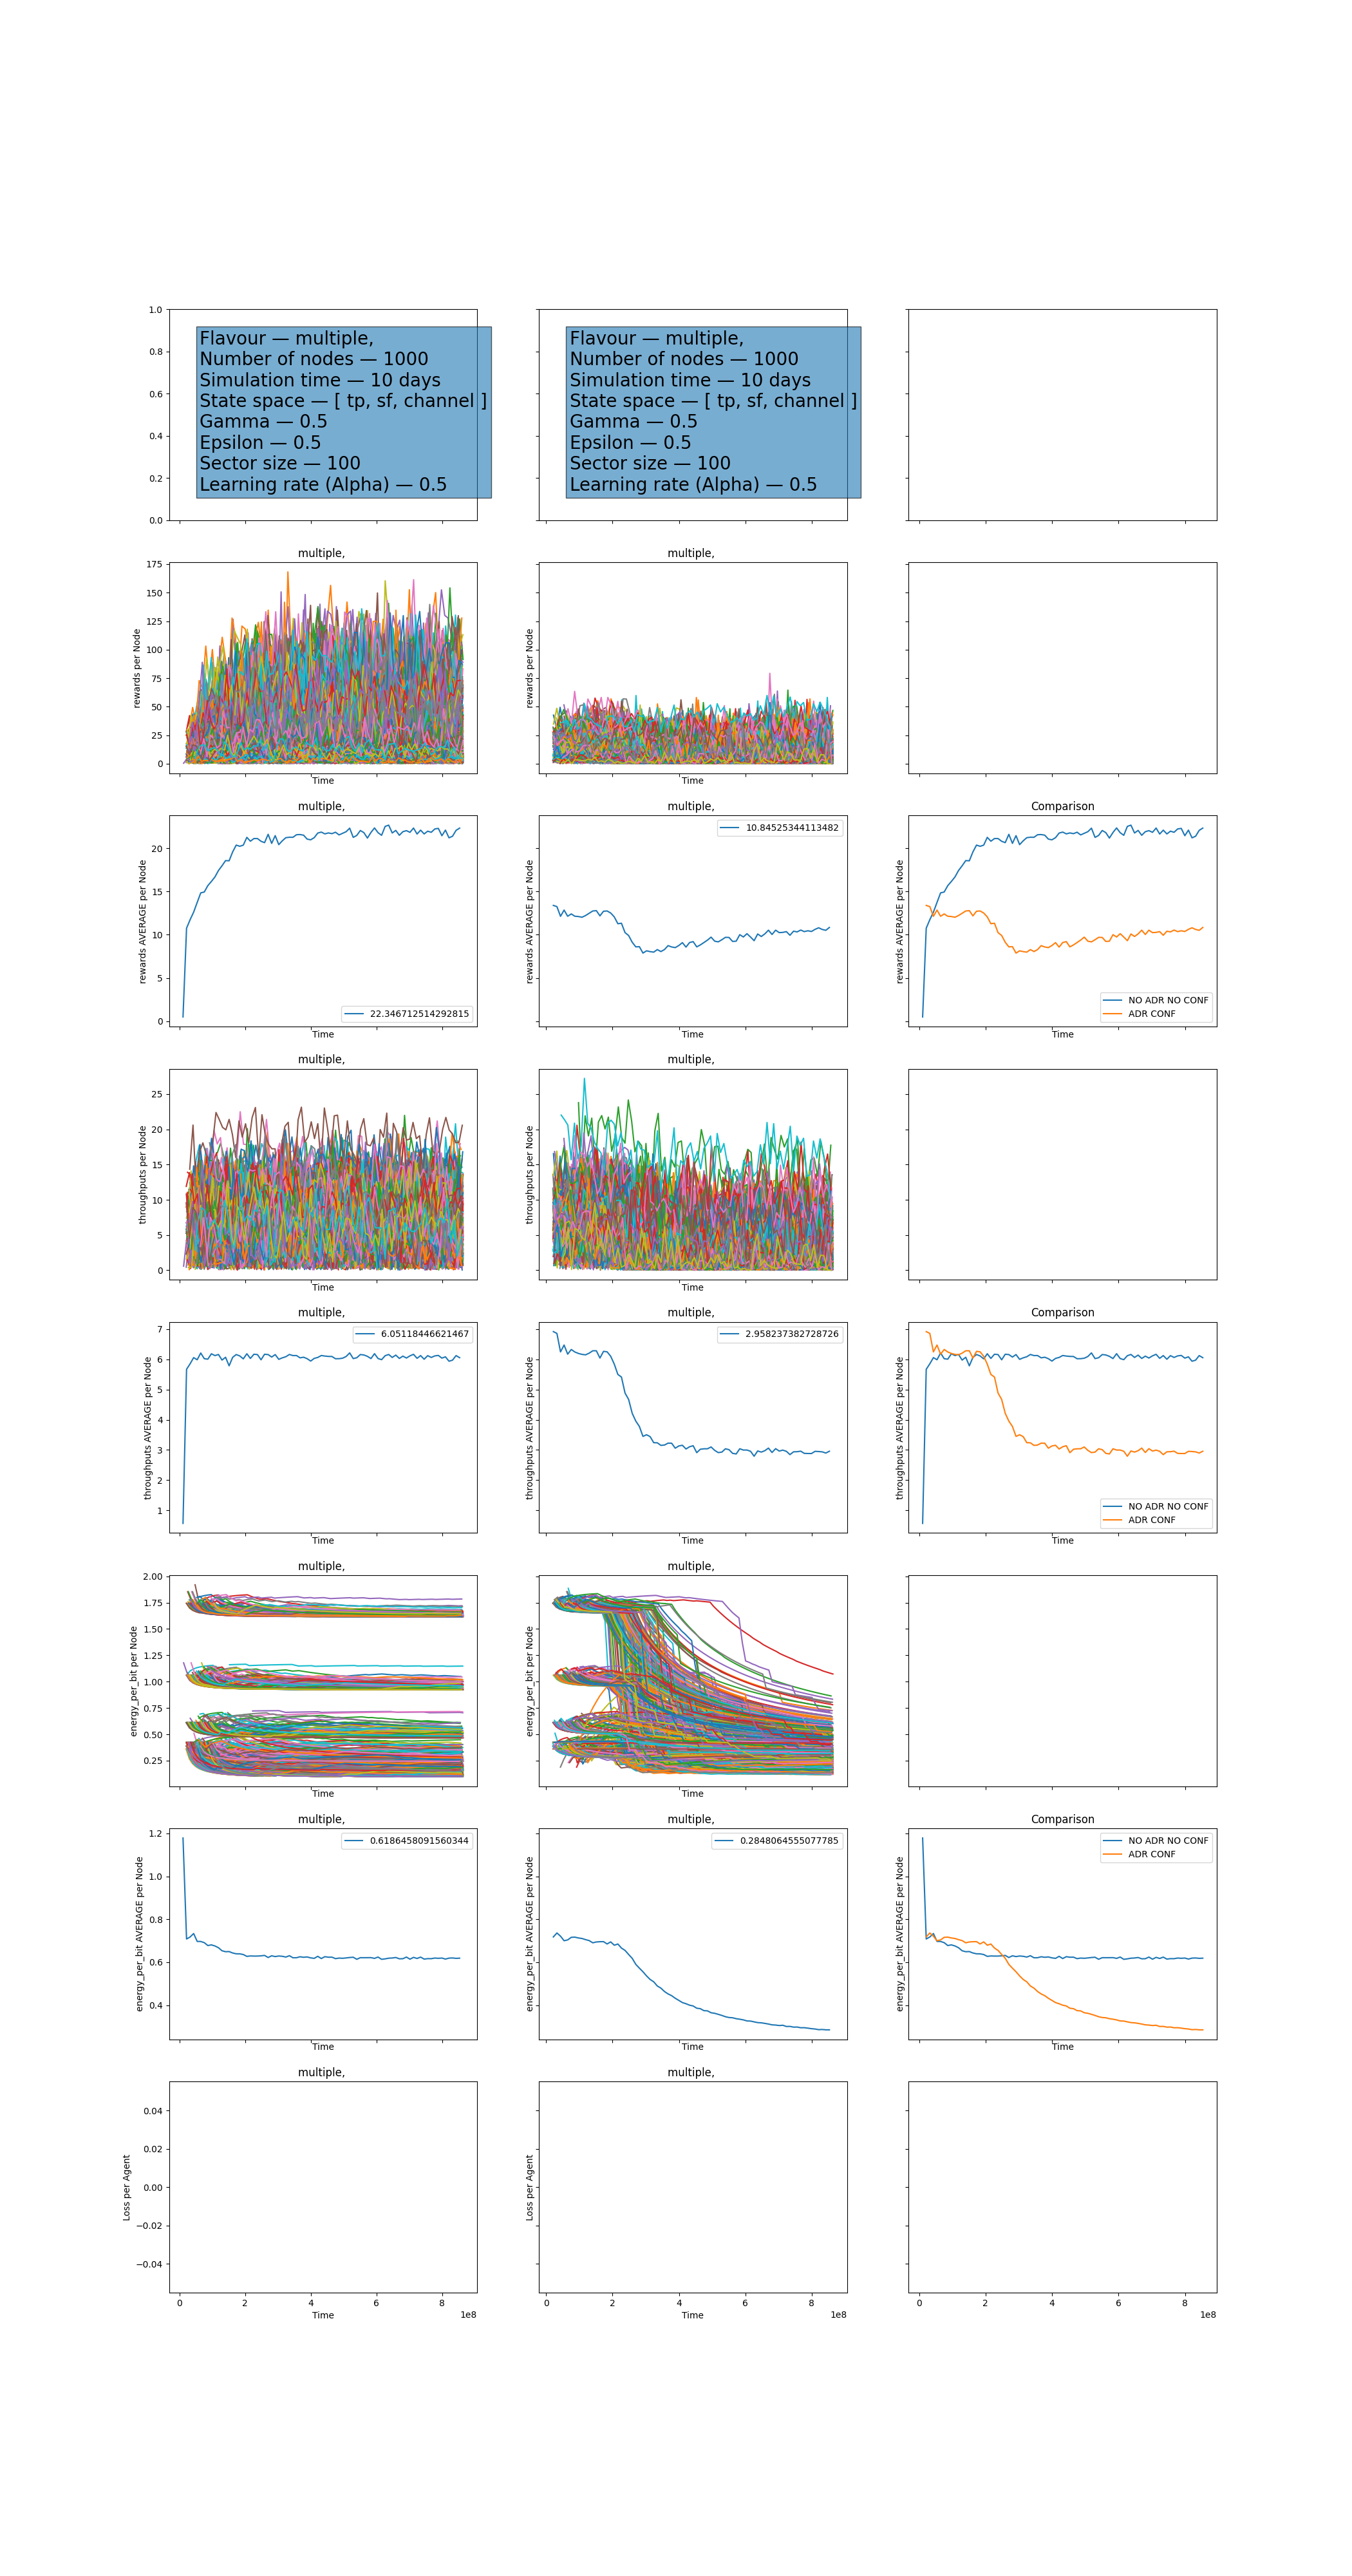 1.0
0.8
0.6
0.4
0.2
0.0
Flavour — multiple,
Number of nodes — 1000
Simulation time — 10 days
State space — [ tp, sf, channel ]
Gamma — 0.5
Epsilon — 0.5
Sector size — 100
Learning rate (Alpha) — 0.5
Flavour — multiple,
Number of nodes — 1000
Simulation time — 10 days
State space — [ tp, sf, channel ]
Gamma — 0.5
Epsilon — 0.5
Sector size — 100
Learning rate (Alpha) — 0.5
multiple,
175
150
125
100
75
50
25
0
rewards per Node
Time
multiple,
rewards per Node
Time
multiple,
20
15
10
5
0
rewards AVERAGE per Node
22.346712514292815
Time
multiple,
rewards AVERAGE per Node
10.84525344113482
Time
Comparison
rewards AVERAGE per Node
NO ADR NO CONF
ADR CONF
Time
multiple,
25
20
15
10
5
0
throughputs per Node
Time
multiple,
throughputs per Node
Time
multiple,
7
6
5
4
3
2
1
throughputs AVERAGE per Node
6.05118446621467
Time
multiple,
throughputs AVERAGE per Node
2.958237382728726
Time
Comparison
throughputs AVERAGE per Node
NO ADR NO CONF
ADR CONF
Time
multiple,
2.00
1.75
1.50
1.25
1.00
0.75
0.50
0.25
energy_per_bit per Node
Time
multiple,
energy_per_bit per Node
Time
multiple,
1.2
1.0
0.8
0.6
0.4
energy_per_bit AVERAGE per Node
0.6186458091560344
Time
multiple,
energy_per_bit AVERAGE per Node
0.2848064555077785
Time
Comparison
energy_per_bit AVERAGE per Node
NO ADR NO CONF
ADR CONF
Time
multiple,
0.04
0.02
0.00
−0.02
−0.04
Loss per Agent
0 2 4 6 8
1e8
Time
multiple,
Loss per Agent
0 2 4 6 8
1e8
Time
0 2 4 6 8
1e8